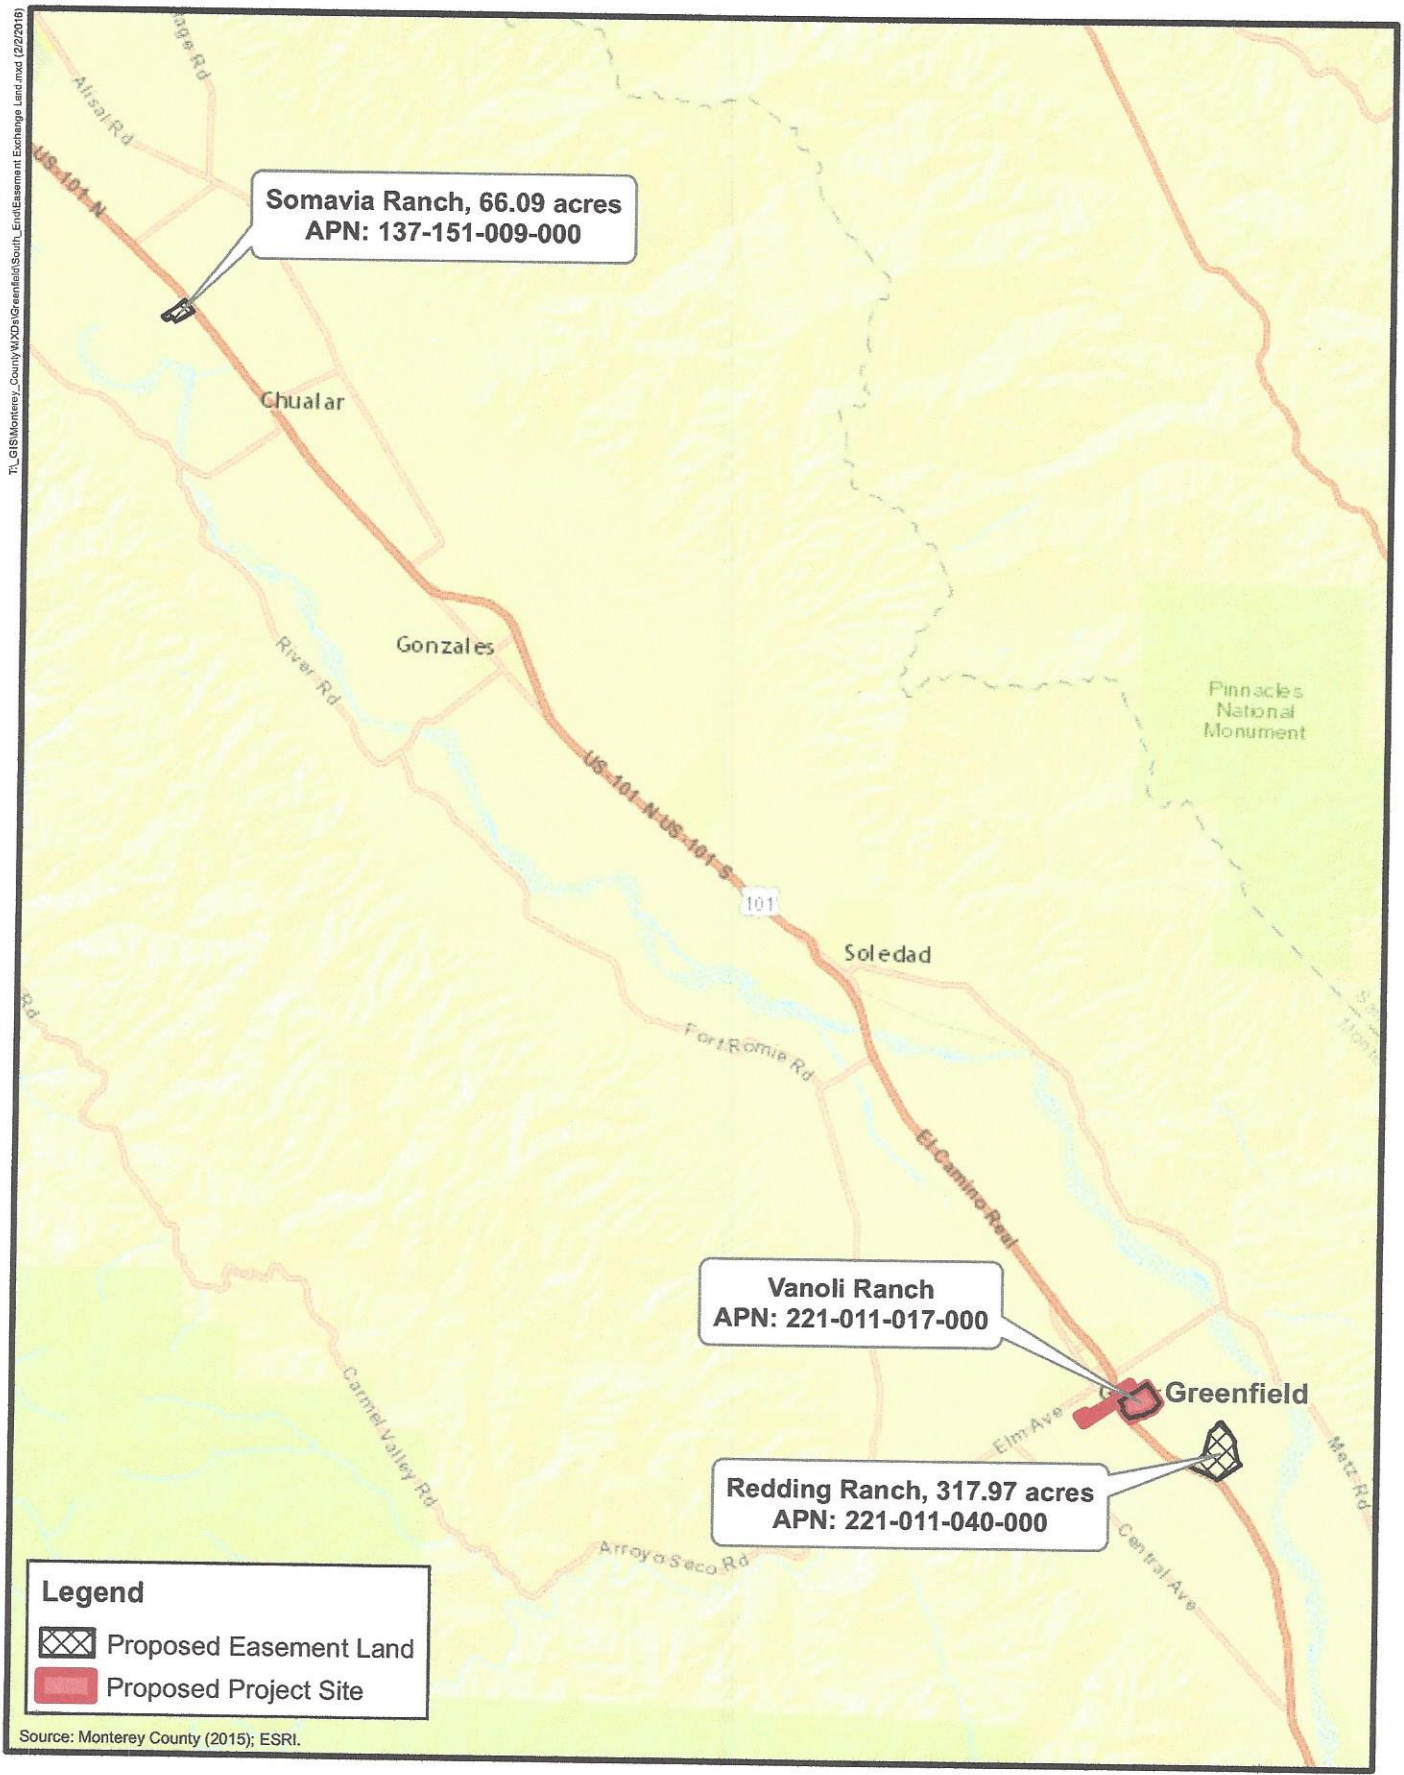 T:\_GIS\Monterey_County\MXDs\Greenfield\South_End\Easement Exchange Land.mxd (2/2/2016)
Alisal Rd
US-101 N
Somavia Ranch, 66.09 acres
APN: 137-151-009-000
Chualar
Gonzales
River Rd
Pinnacles
National
Monument
US-101 N US-101 S
101
Soledad
Rd
Fort Romie Rd
El Camino Real
Vanoli Ranch
APN: 221-011-017-000
Greenfield
Elm Ave
Carmel Valley Rd
Metz Rd
Redding Ranch, 317.97 acres
APN: 221-011-040-000
Arroyo Seco Rd
Central Ave
Legend
Proposed Easement Land
Proposed Project Site
Source: Monterey County (2015); ESRI.